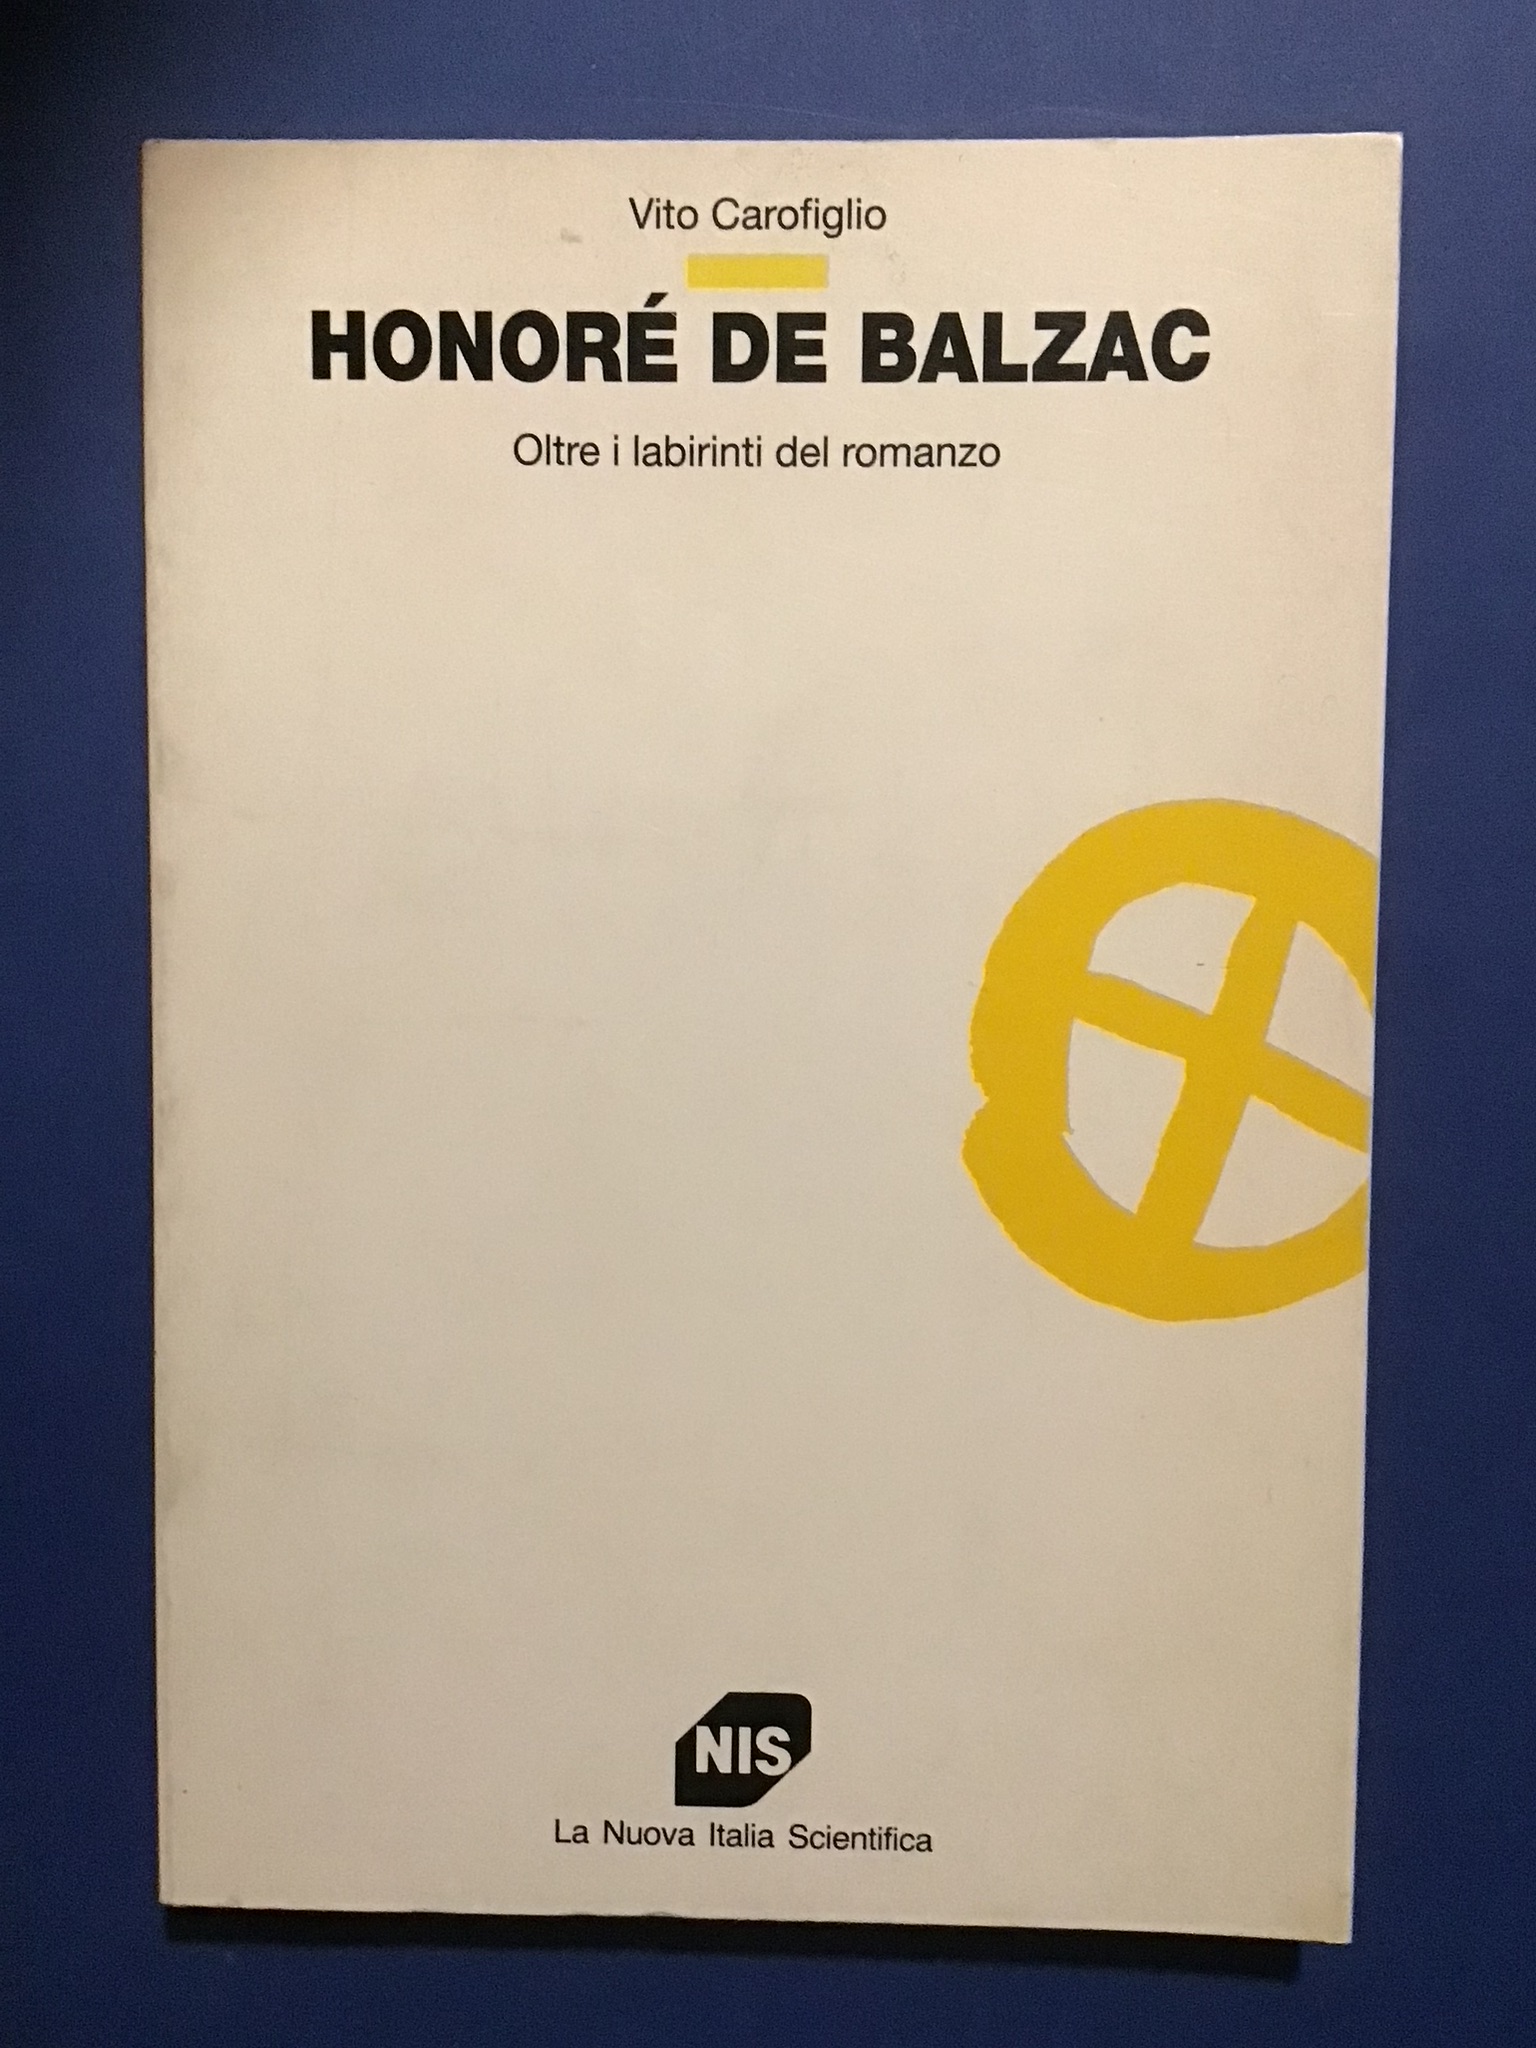 Vito Carofiglio
HONORÉ DE BALZAC
Oltre i labirinti del romanzo
NIS
La Nuova Italia Scientifica